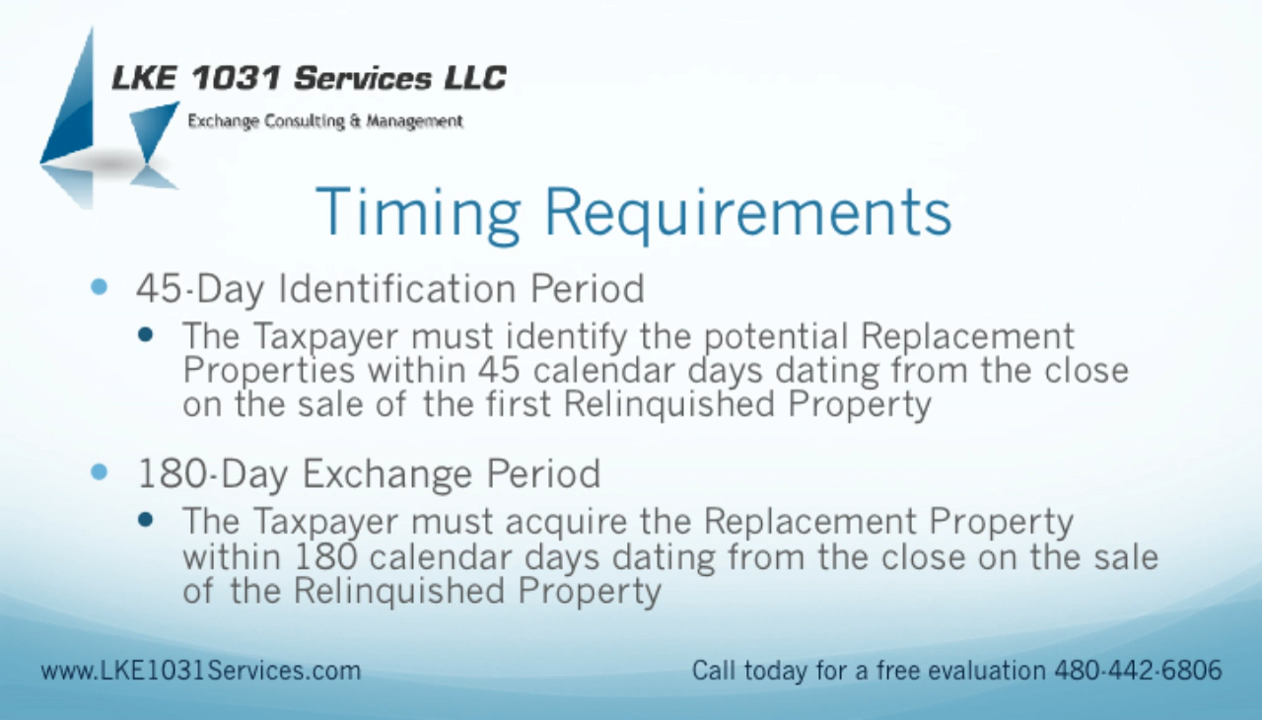 LKE 1031 Services LLC
Exchange Consulting & Management
Timing Requirements
• 45-Day Identification Period
• The Taxpayer must identify the potential Replacement
Properties within 45 calendar days dating from the close
on the sale of the first Relinquished Property
• 180-Day Exchange Period
• The Taxpayer must acquire the Replacement Property
within 180 calendar days dating from the close on the sale
of the Relinquished Property
www.LKE1031Services.com
Call today for a free evaluation 480-442-6806